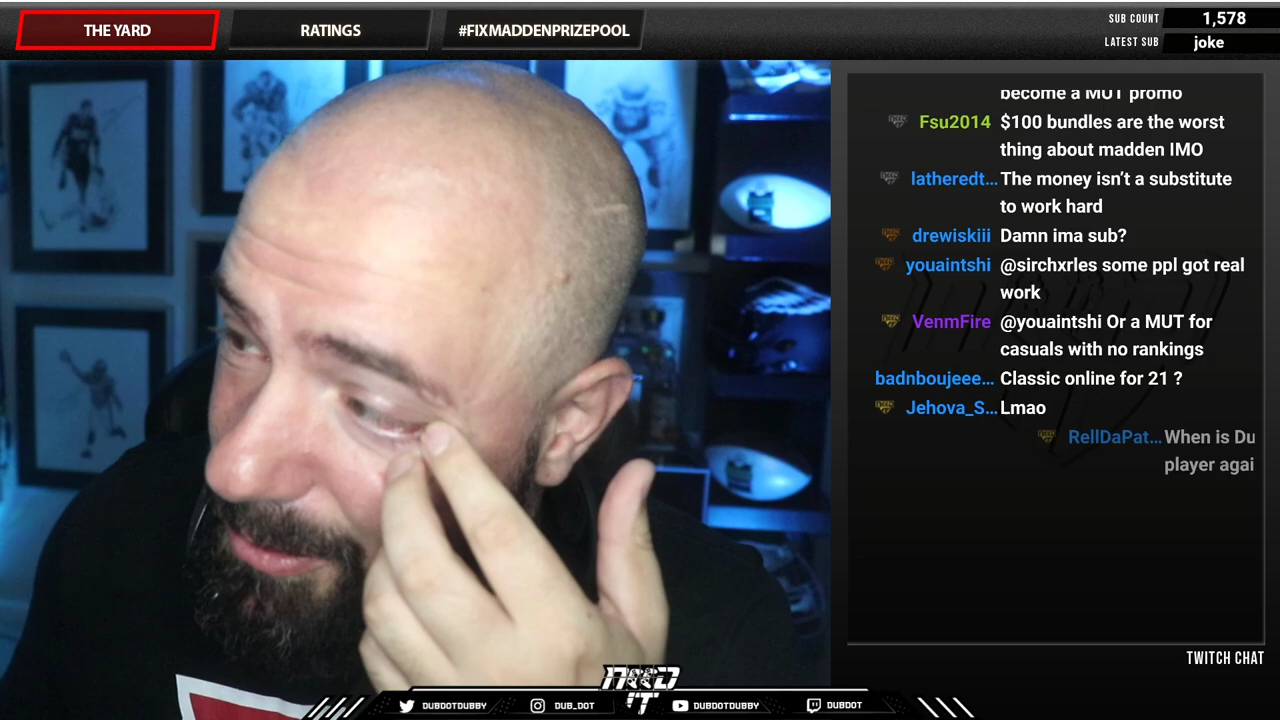 THE YARD
RATINGS
#FIXMADDENPRIZEPOOL
SUB COUNT 1,578
LATEST SUB joke
become a MUT promo
Fsu2014 $100 bundles are the worst
thing about madden IMO
latheredt... The money isn't a substitute
to work hard
drewiskiii Damn ima sub?
youaintshi @sirchxrles some ppl got real
work
VenmFire @youaintshi Or a MUT for
casuals with no rankings
badnboujeee... Classic online for 21 ?
Jehova_S... Lmao
RellDaPat... When is Du
player agai
TWITCH CHAT
DUBDOTDUBBY
DUB_DOT
IT
DUBDOTDUBBY
DUBDOT